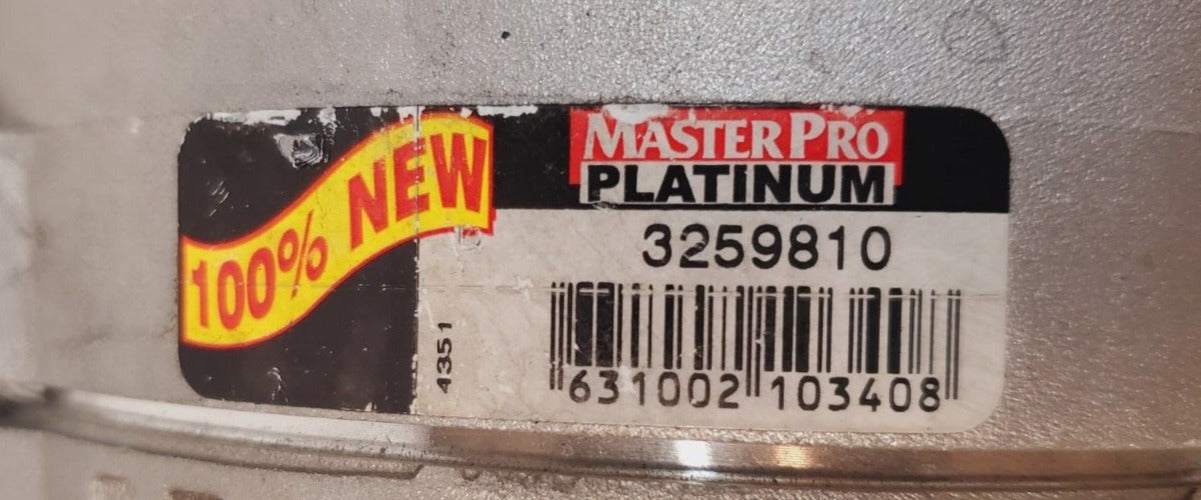 100% NEW
MASTERPRO
PLATINUM
3259810
4351
631002 103408